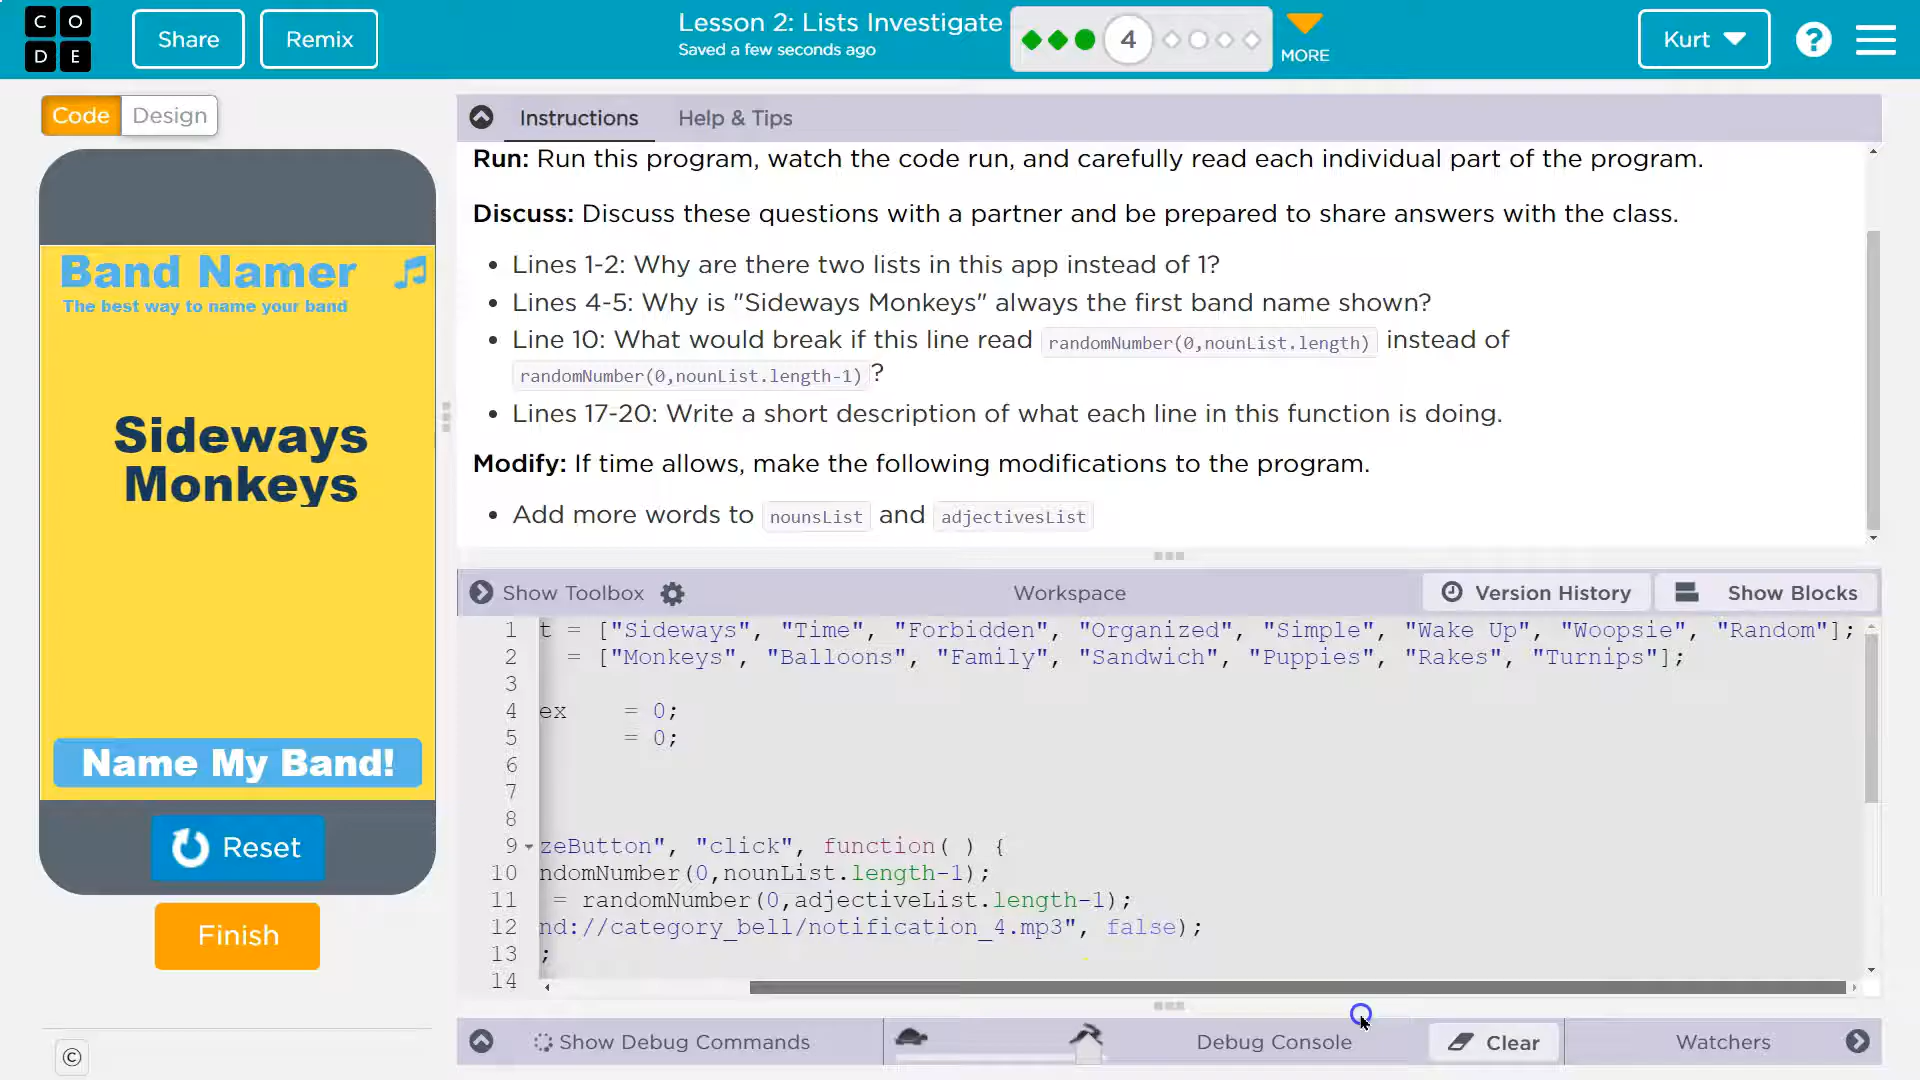 CODE
Share
Remix
Lesson 2: Lists Investigate
Saved a few seconds ago
4
MORE
Kurt
?
Code
Design
Band Namer
The best way to name your band
Sideways
Monkeys
Name My Band!
Reset
Finish
©
Instructions
Help & Tips
Run: Run this program, watch the code run, and carefully read each individual part of the program.
Discuss: Discuss these questions with a partner and be prepared to share answers with the class.
• Lines 1-2: Why are there two lists in this app instead of 1?
• Lines 4-5: Why is "Sideways Monkeys" always the first band name shown?
• Line 10: What would break if this line read randomNumber(0,nounList.length) instead of
randomNumber(0,nounList.length-1) ?
• Lines 17-20: Write a short description of what each line in this function is doing.
Modify: If time allows, make the following modifications to the program.
• Add more words to nounsList and adjectivesList
Show Toolbox
Workspace
Version History
Show Blocks
1 t = ["Sideways", "Time", "Forbidden", "Organized", "Simple", "Wake Up", "Woopsie", "Random"];
2 = ["Monkeys", "Balloons", "Family", "Sandwich", "Puppies", "Rakes", "Turnips"];
3
4 ex = 0;
5 = 0;
6
7
8
9 zeButton", "click", function( ) {
10 ndomNumber(0,nounList.length-1);
11 = randomNumber(0,adjectiveList.length-1);
12 nd://category_bell/notification_4.mp3", false);
13 ;
14
Show Debug Commands
Debug Console
Clear
Watchers